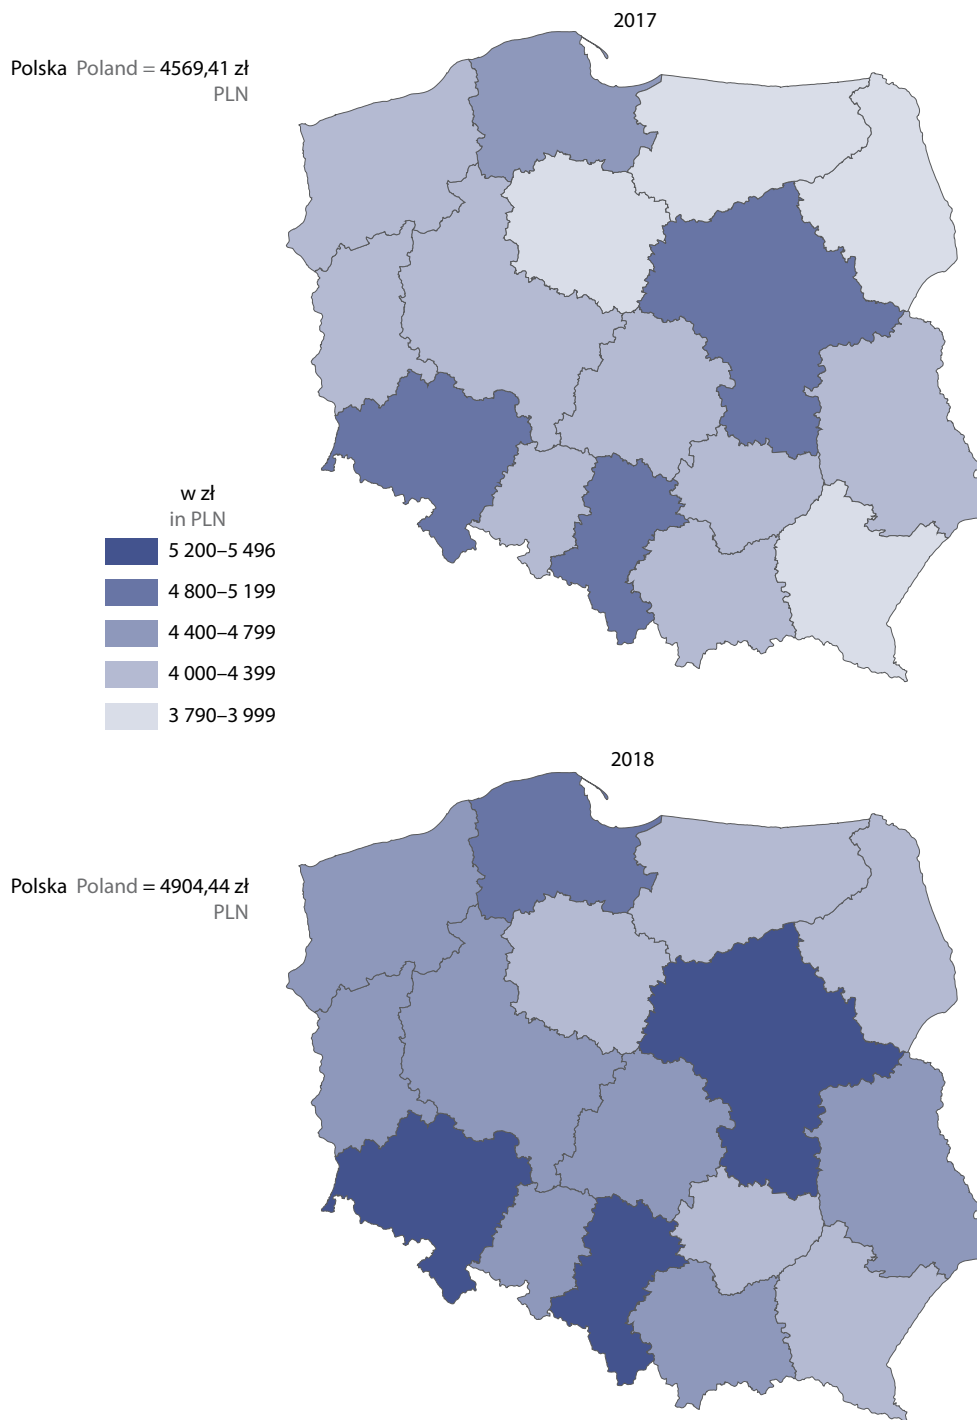 2017
Polska Poland = 4569,41 zł
PLN
w zł
in PLN
5 200–5 496
4 800–5 199
4 400–4 799
4 000–4 399
3 790–3 999
2018
Polska Poland = 4904,44 zł
PLN